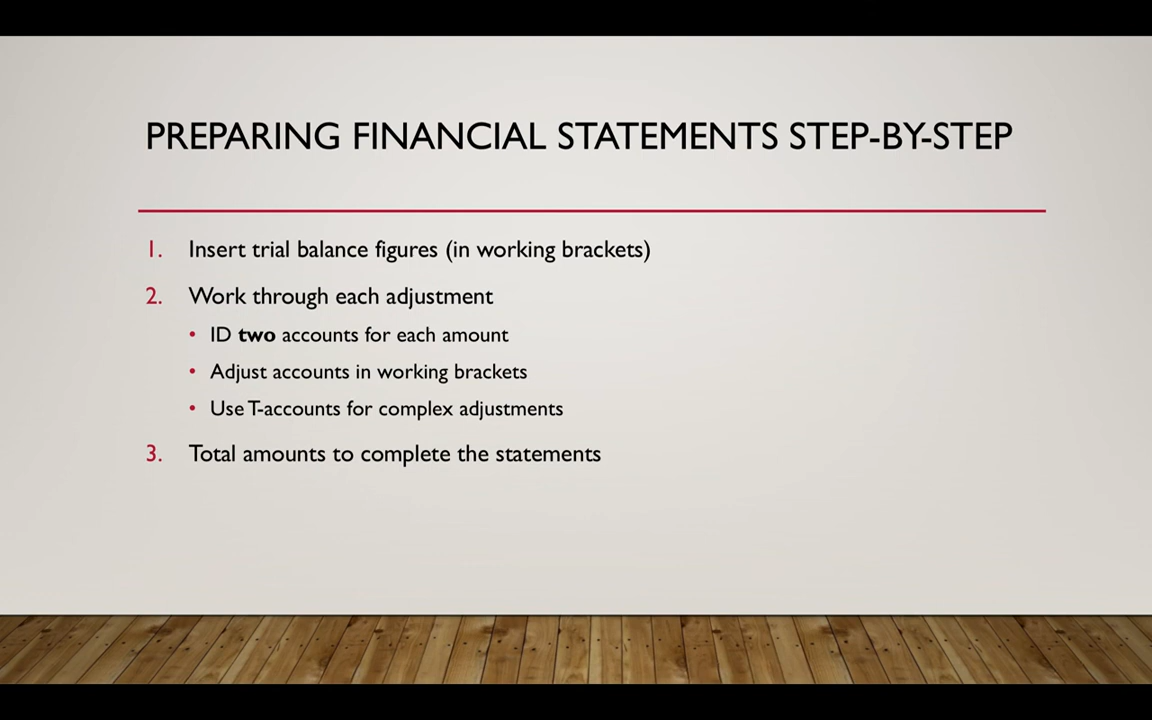 PREPARING FINANCIAL STATEMENTS STEP-BY-STEP
1. Insert trial balance figures (in working brackets)
2. Work through each adjustment
• ID two accounts for each amount
• Adjust accounts in working brackets
• Use T-accounts for complex adjustments
3. Total amounts to complete the statements